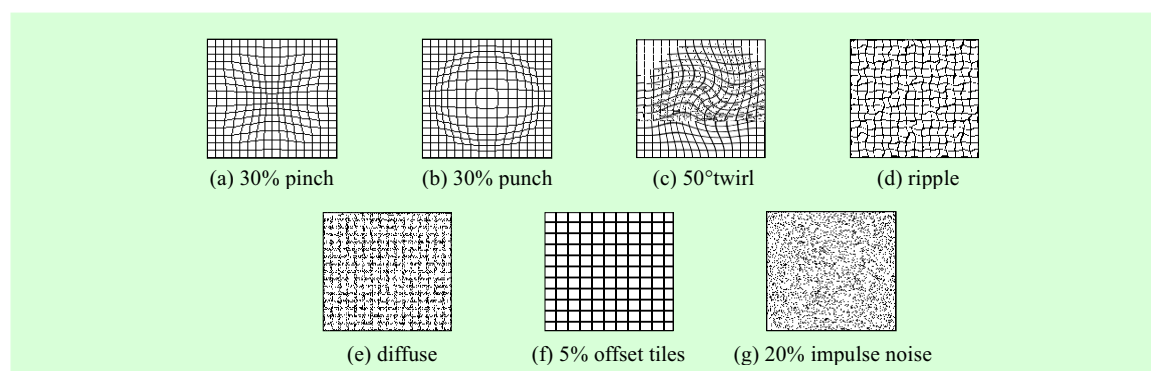 (a) 30% pinch
(b) 30% punch
(c) 50°twirl
(d) ripple
(e) diffuse
(f) 5% offset tiles
(g) 20% impulse noise